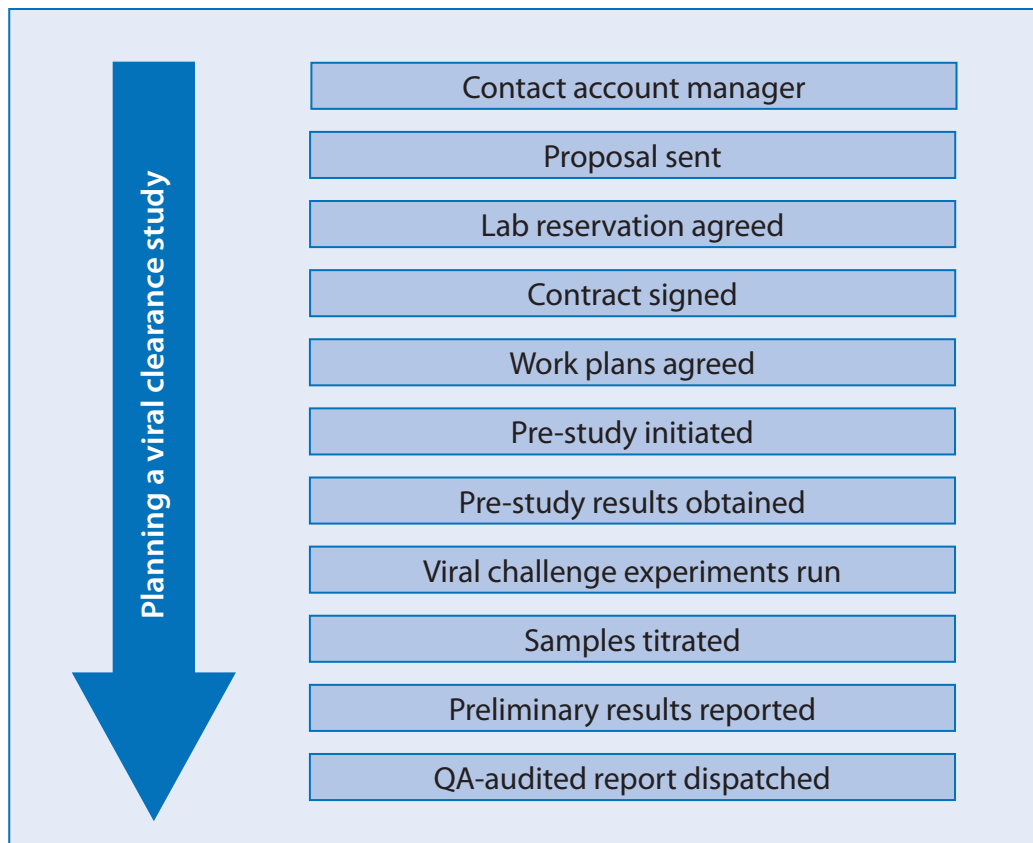 Planning a viral clearance study
Contact account manager
Proposal sent
Lab reservation agreed
Contract signed
Work plans agreed
Pre-study initiated
Pre-study results obtained
Viral challenge experiments run
Samples titrated
Preliminary results reported
QA-audited report dispatched